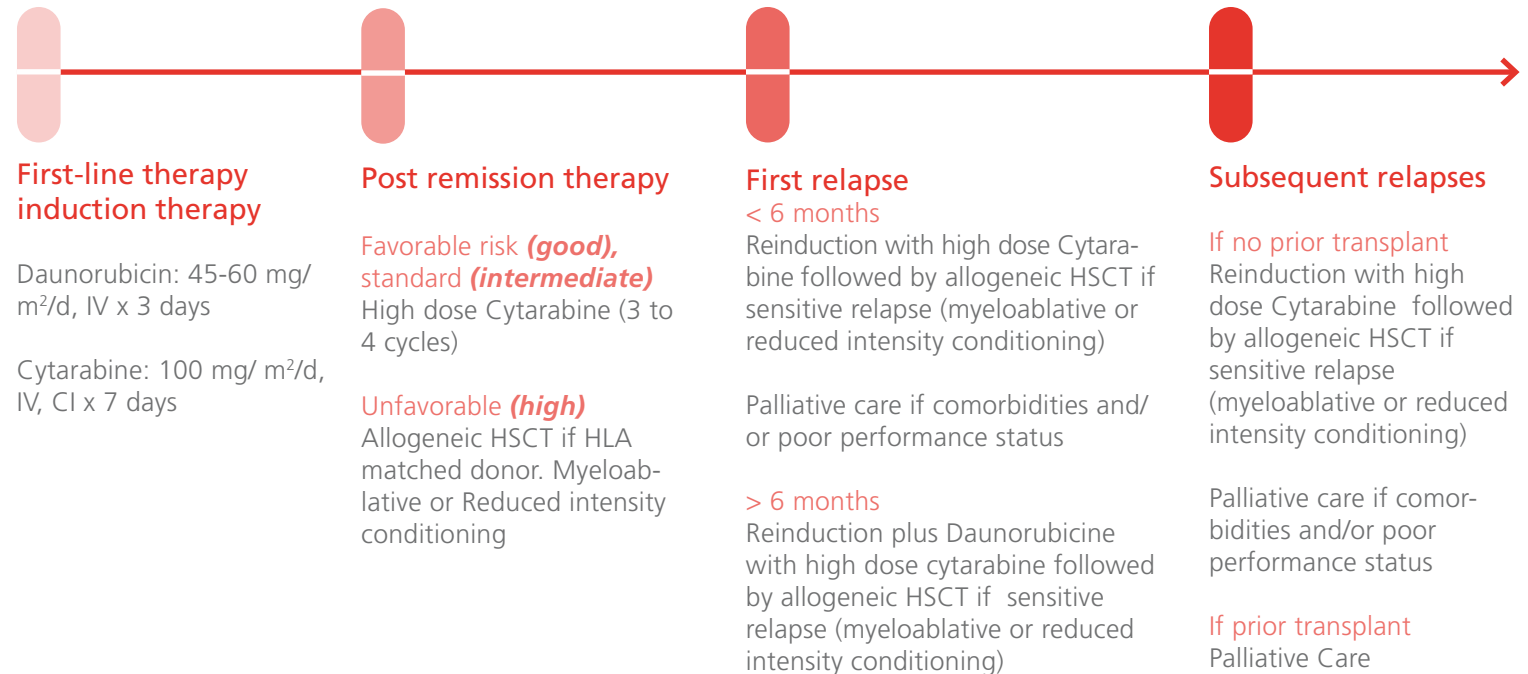 First-line therapy
induction therapy
Daunorubicin: 45-60 mg/
m²/d, IV x 3 days
Cytarabine: 100 mg/ m²/d,
IV, CI x 7 days
Post remission therapy
Favorable risk (good),
standard (intermediate)
High dose Cytarabine (3 to
4 cycles)
Unfavorable (high)
Allogeneic HSCT if HLA
matched donor. Myeloab-
lative or Reduced intensity
conditioning
First relapse
< 6 months
Reinduction with high dose Cytara-
bine followed by allogeneic HSCT if
sensitive relapse (myeloablative or
reduced intensity conditioning)
Palliative care if comorbidities and/
or poor performance status
> 6 months
Reinduction plus Daunorubicine
with high dose cytarabine followed
by allogeneic HSCT if  sensitive
relapse (myeloablative or reduced
intensity conditioning)
Subsequent relapses
If no prior transplant
Reinduction with high
dose Cytarabine  followed
by allogeneic HSCT if
sensitive relapse
(myeloablative or reduced
intensity conditioning)
Palliative care if comor-
bidities and/or poor
performance status
If prior transplant
Palliative Care